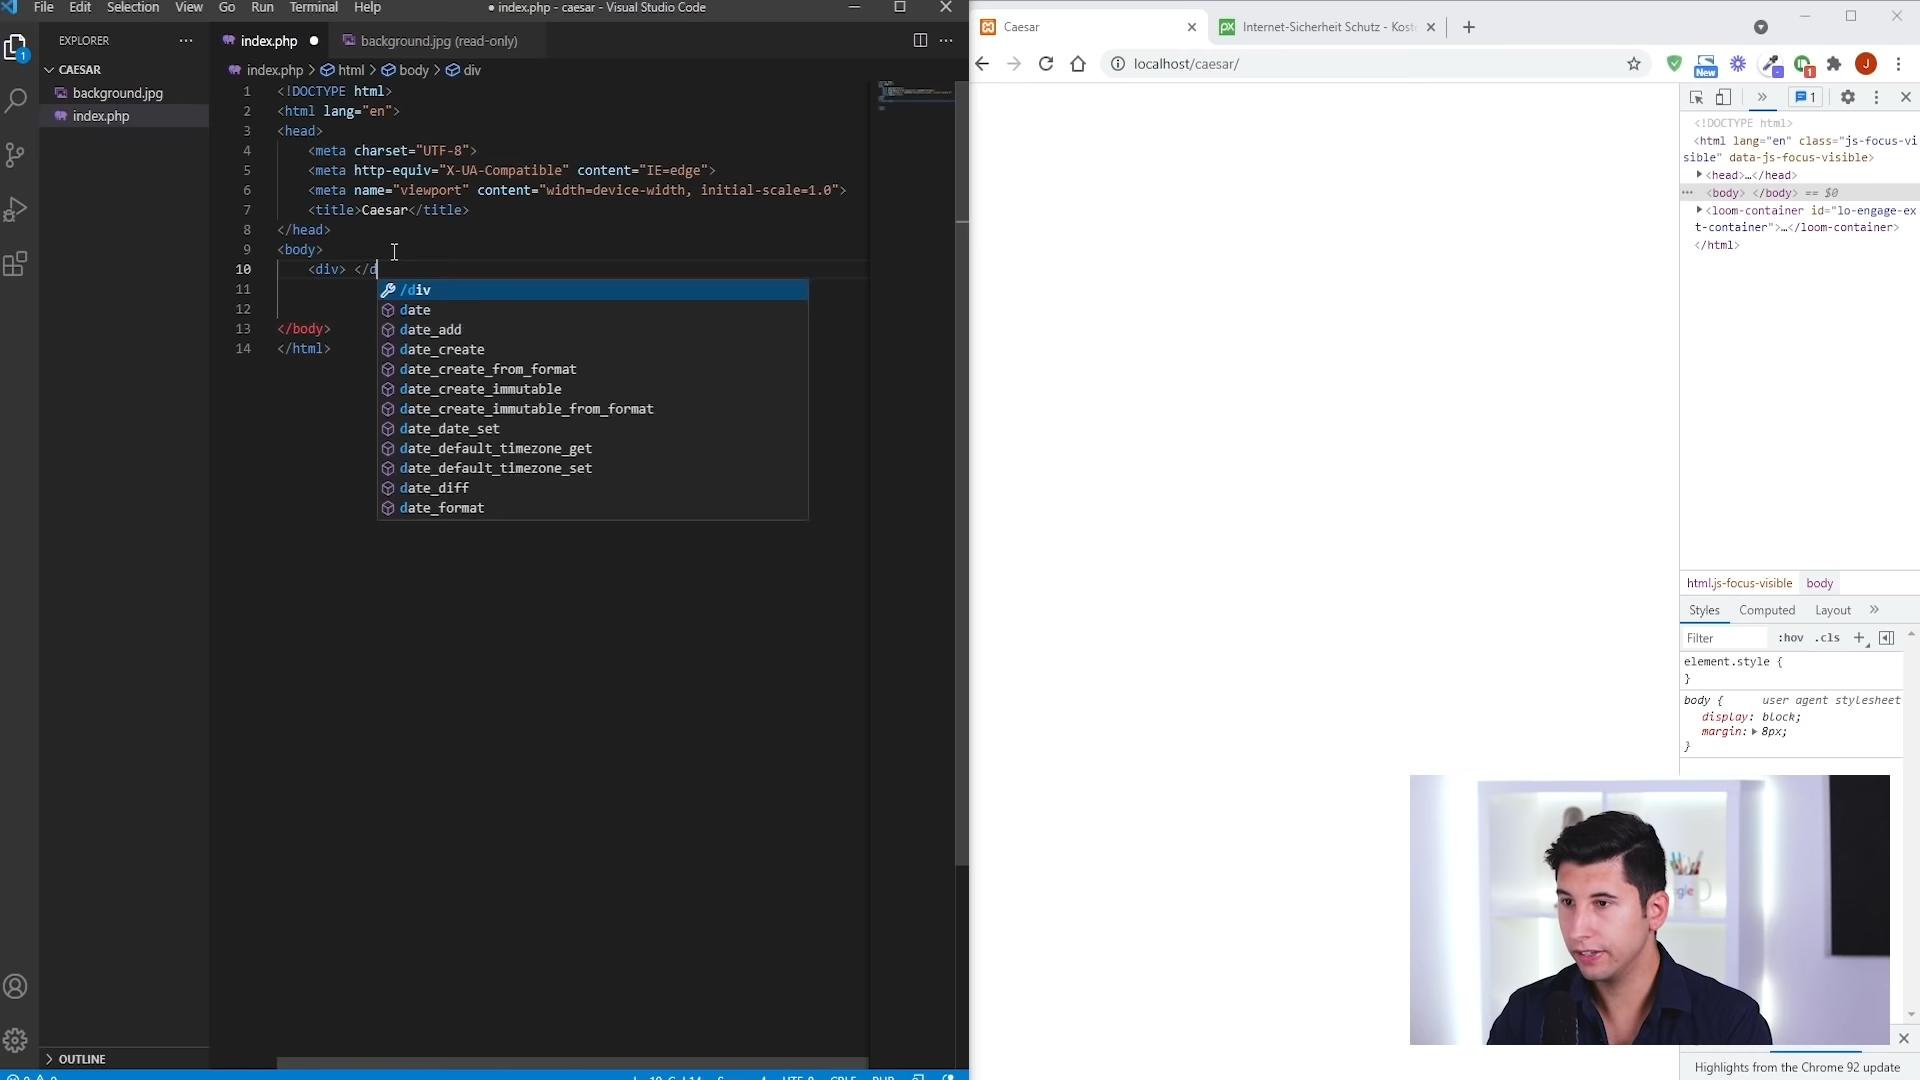 File Edit Selection View Go Run Terminal Help
● index.php - caesar - Visual Studio Code
EXPLORER
index.php
background.jpg (read-only)
CAESAR
background.jpg
index.php
1
index.php > html > body > div
1 <!DOCTYPE html>
2 <html lang="en">
3 <head>
4 <meta charset="UTF-8">
5 <meta http-equiv="X-UA-Compatible" content="IE=edge">
6 <meta name="viewport" content="width=device-width, initial-scale=1.0">
7 <title>Caesar</title>
8 </head>
9 <body>
10 <div> </d
11
12
13 </body>
14 </html>
/div
date
date_add
date_create
date_create_from_format
date_create_immutable
date_create_immutable_from_format
date_date_set
date_default_timezone_get
date_default_timezone_set
date_diff
date_format
OUTLINE
Caesar
Internet-Sicherheit Schutz - Kost
localhost/caesar/
New
1
J
1
<!DOCTYPE html>
<html lang="en" class="js-focus-vi
sible" data-js-focus-visible>
<head>…</head>
<body> </body> == $0
<loom-container id="lo-engage-ex
t-container">…</loom-container>
</html>
html.js-focus-visible body
Styles Computed Layout
Filter :hov .cls
element.style {
}
body { user agent stylesheet
display: block;
margin: 8px;
}
Highlights from the Chrome 92 update